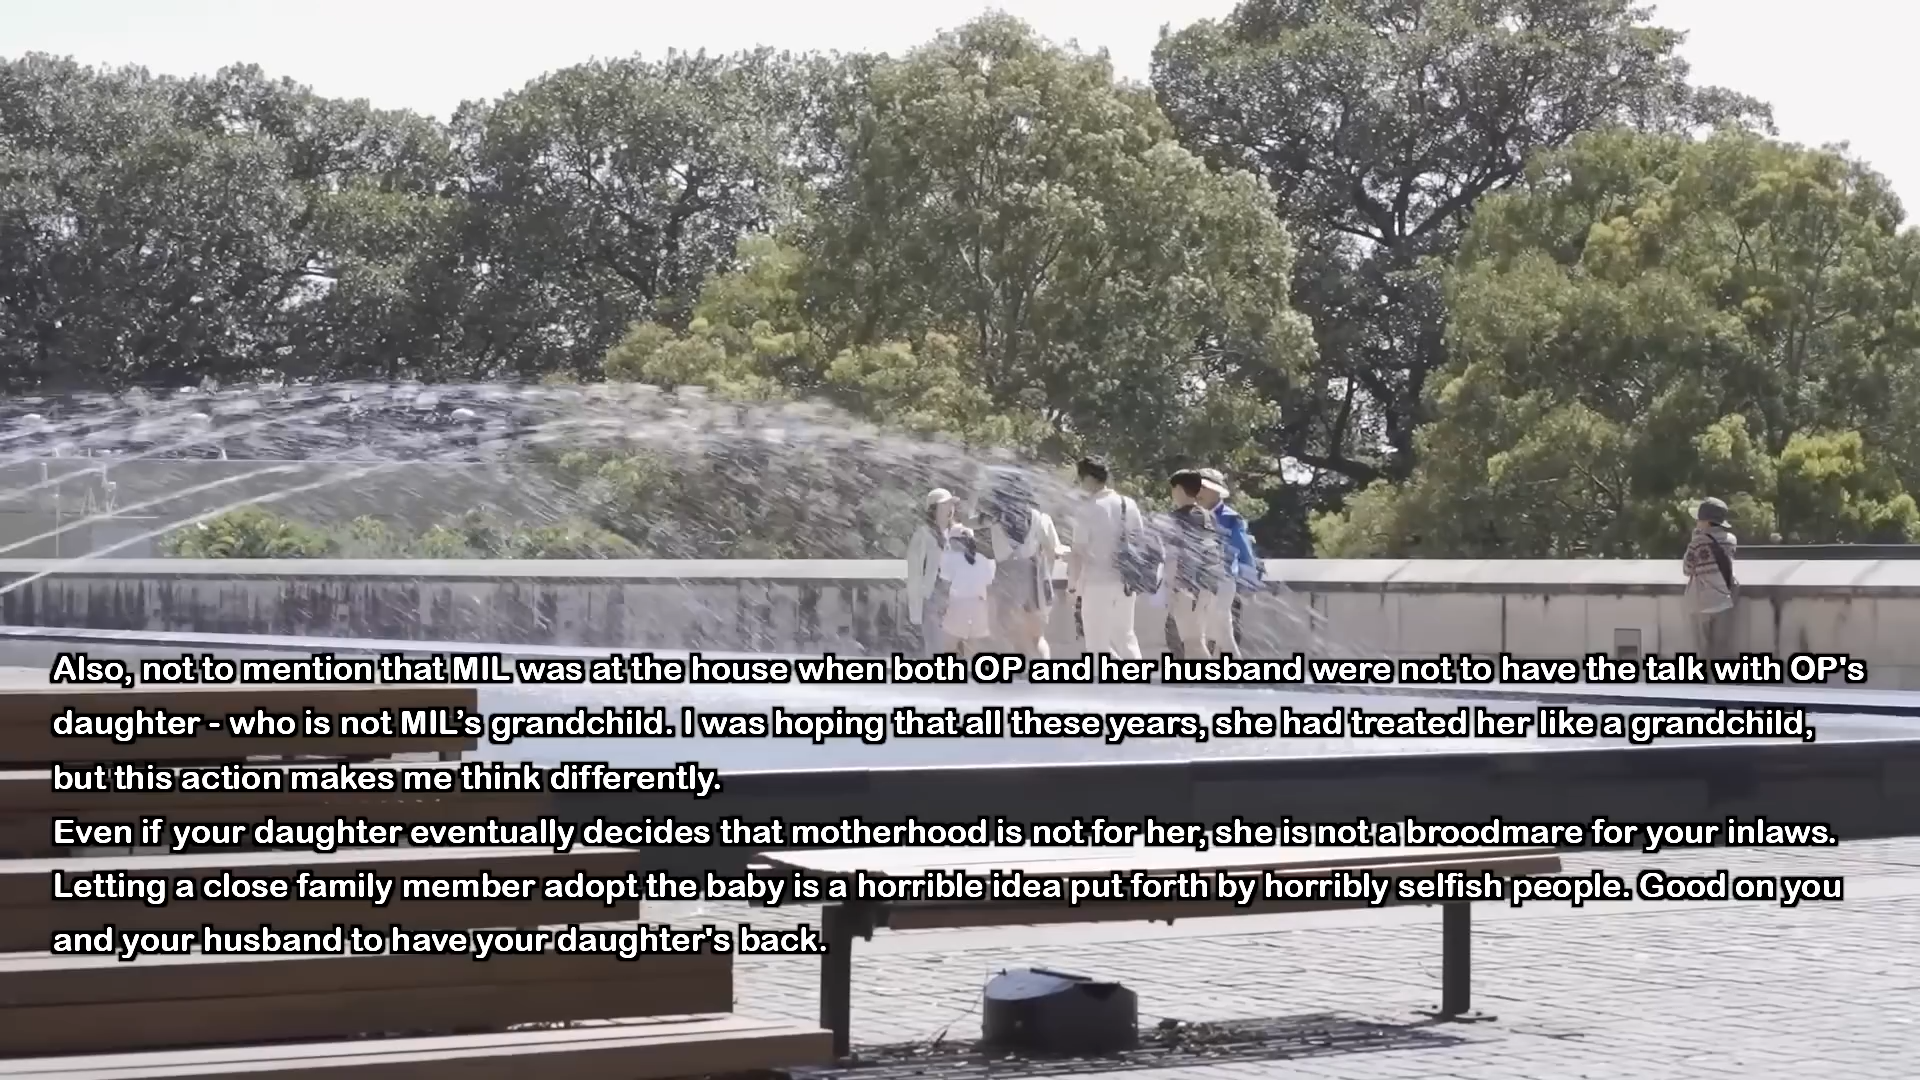 Also, not to mention that MIL was at the house when both OP and her husband were not to have the talk with OP's
daughter - who is not MIL’s grandchild. I was hoping that all these years, she had treated her like a grandchild,
but this action makes me think differently.
Even if your daughter eventually decides that motherhood is not for her, she is not a broodmare for your inlaws.
Letting a close family member adopt the baby is a horrible idea put forth by horribly selfish people. Good on you
and your husband to have your daughter's back.